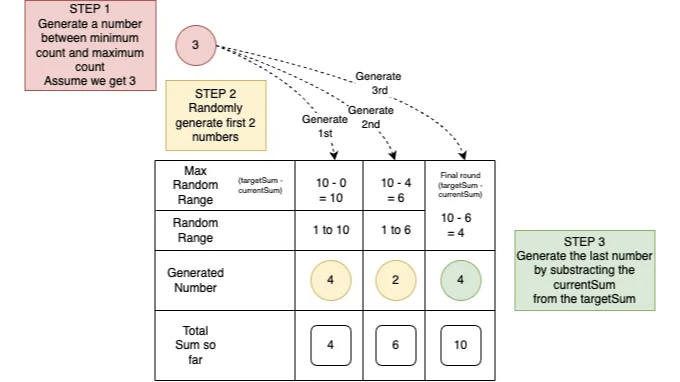 STEP 1
Generate a number
between minimum
count and maximum
count
Assume we get 3
3
STEP 2
Randomly
generate first 2
numbers
Generate
1st
Generate
2nd
Generate
3rd
Max
Random
Range
(targetSum -
currentSum)
10 - 0
= 10
10 - 4
= 6
Final round
(targetSum -
currentSum)
10 - 6
= 4
Random
Range
1 to 10
1 to 6
Generated
Number
4
2
4
Total
Sum so
far
4
6
10
STEP 3
Generate the last number
by substracting the
currentSum
from the targetSum